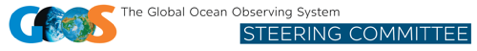 GOOS The Global Ocean Observing System
STEERING COMMITTEE